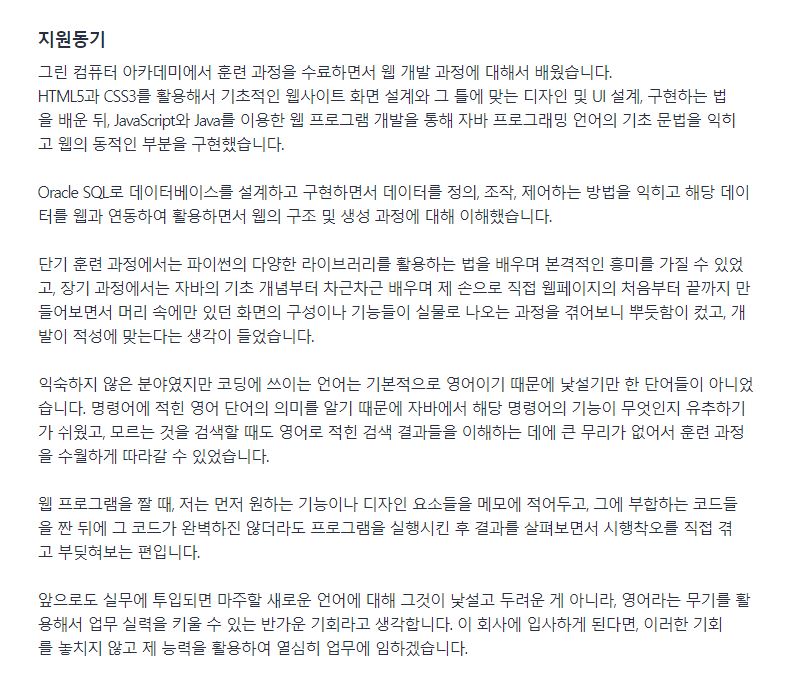 지원동기
그린 컴퓨터 아카데미에서 훈련 과정을 수료하면서 웹 개발 과정에 대해서 배웠습니다.
HTML5과 CSS3를 활용해서 기초적인 웹사이트 화면 설계와 그 틀에 맞는 디자인 및 UI 설계, 구현하는 법
을 배운 뒤, JavaScript와 Java를 이용한 웹 프로그램 개발을 통해 자바 프로그래밍 언어의 기초 문법을 익히
고 웹의 동적인 부분을 구현했습니다.
Oracle SQL로 데이터베이스를 설계하고 구현하면서 데이터를 정의, 조작, 제어하는 방법을 익히고 해당 데이
터를 웹과 연동하여 활용하면서 웹의 구조 및 생성 과정에 대해 이해했습니다.
단기 훈련 과정에서는 파이썬의 다양한 라이브러리를 활용하는 법을 배우며 본격적인 흥미를 가질 수 있었
고, 장기 과정에서는 자바의 기초 개념부터 차근차근 배우며 제 손으로 직접 웹페이지의 처음부터 끝까지 만
들어보면서 머리 속에만 있던 화면의 구성이나 기능들이 실물로 나오는 과정을 겪어보니 뿌듯함이 컸고, 개
발이 적성에 맞는다는 생각이 들었습니다.
익숙하지 않은 분야였지만 코딩에 쓰이는 언어는 기본적으로 영어이기 때문에 낯설기만 한 단어들이 아니었
습니다. 명령어에 적힌 영어 단어의 의미를 알기 때문에 자바에서 해당 명령어의 기능이 무엇인지 유추하기
가 쉬웠고, 모르는 것을 검색할 때도 영어로 적힌 검색 결과들을 이해하는 데에 큰 무리가 없어서 훈련 과정
을 수월하게 따라갈 수 있었습니다.
웹 프로그램을 짤 때, 저는 먼저 원하는 기능이나 디자인 요소들을 메모에 적어두고, 그에 부합하는 코드들
을 짠 뒤에 그 코드가 완벽하진 않더라도 프로그램을 실행시킨 후 결과를 살펴보면서 시행착오를 직접 겪
고 부딪혀보는 편입니다.
앞으로도 실무에 투입되면 마주할 새로운 언어에 대해 그것이 낯설고 두려운 게 아니라, 영어라는 무기를 활
용해서 업무 실력을 키울 수 있는 반가운 기회라고 생각합니다. 이 회사에 입사하게 된다면, 이러한 기회
를 놓치지 않고 제 능력을 활용하여 열심히 업무에 임하겠습니다.